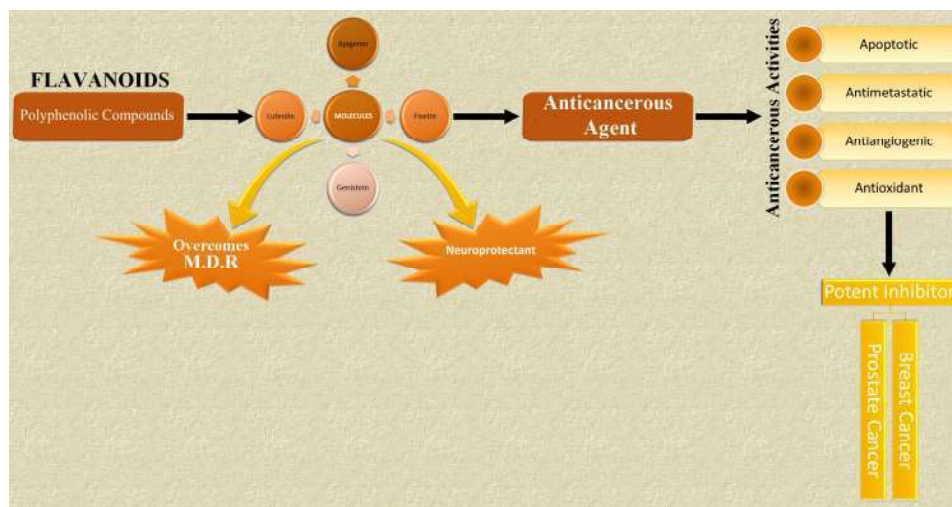 FLAVANOIDS
Polyphenolic Compounds
Apigenin
Luteolin
MOLECULES
Fisetin
Genistein
Overcomes
M.D.R
Neuroprotectant
Anticancerous
Agent
Anticancerous Activities
Apoptotic
Antimetastatic
Antiangiogenic
Antioxidant
Potent Inhibitor
Prostate Cancer
Breast Cancer